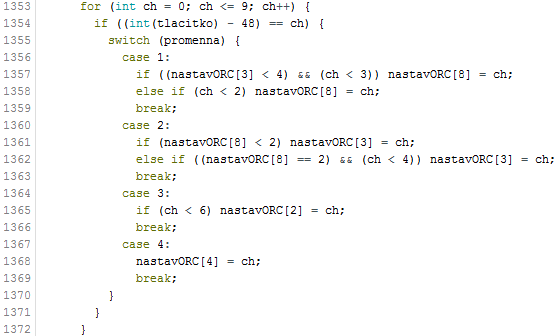 1353 for (int ch = 0; ch <= 9; ch++) {
1354 if ((int(tlacitko) - 48) == ch) {
1355 switch (promenna) {
1356 case 1:
1357 if ((nastavORC[3] < 4) && (ch < 3)) nastavORC[8] = ch;
1358 else if (ch < 2) nastavORC[8] = ch;
1359 break;
1360 case 2:
1361 if (nastavORC[8] < 2) nastavORC[3] = ch;
1362 else if ((nastavORC[8] == 2) && (ch < 4)) nastavORC[3] = ch;
1363 break;
1364 case 3:
1365 if (ch < 6) nastavORC[2] = ch;
1366 break;
1367 case 4:
1368 nastavORC[4] = ch;
1369 break;
1370 }
1371 }
1372 }